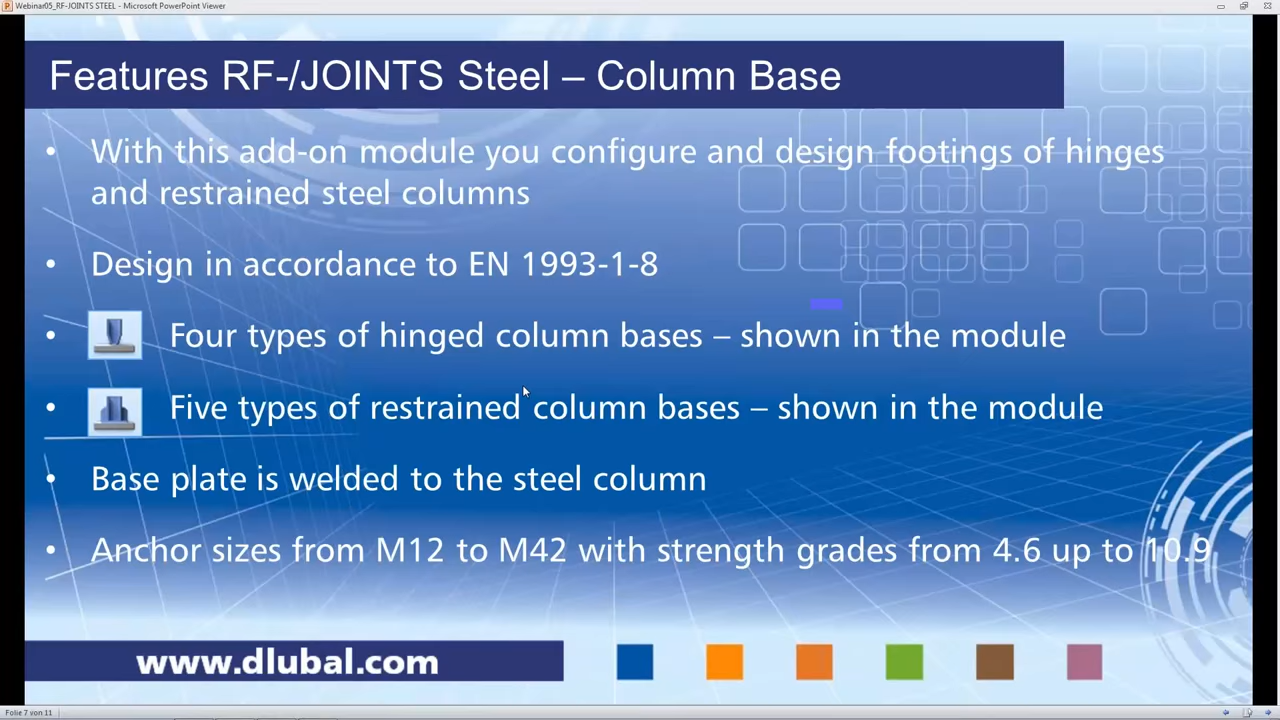 Webinar05_RF-JOINTS STEEL - Microsoft PowerPoint Viewer
Features RF-/JOINTS Steel – Column Base
• With this add-on module you configure and design footings of hinges
and restrained steel columns
• Design in accordance to EN 1993-1-8
• Four types of hinged column bases – shown in the module
• Five types of restrained column bases – shown in the module
• Base plate is welded to the steel column
• Anchor sizes from M12 to M42 with strength grades from 4.6 up to 10.9
www.dlubal.com
Folie 7 von 11